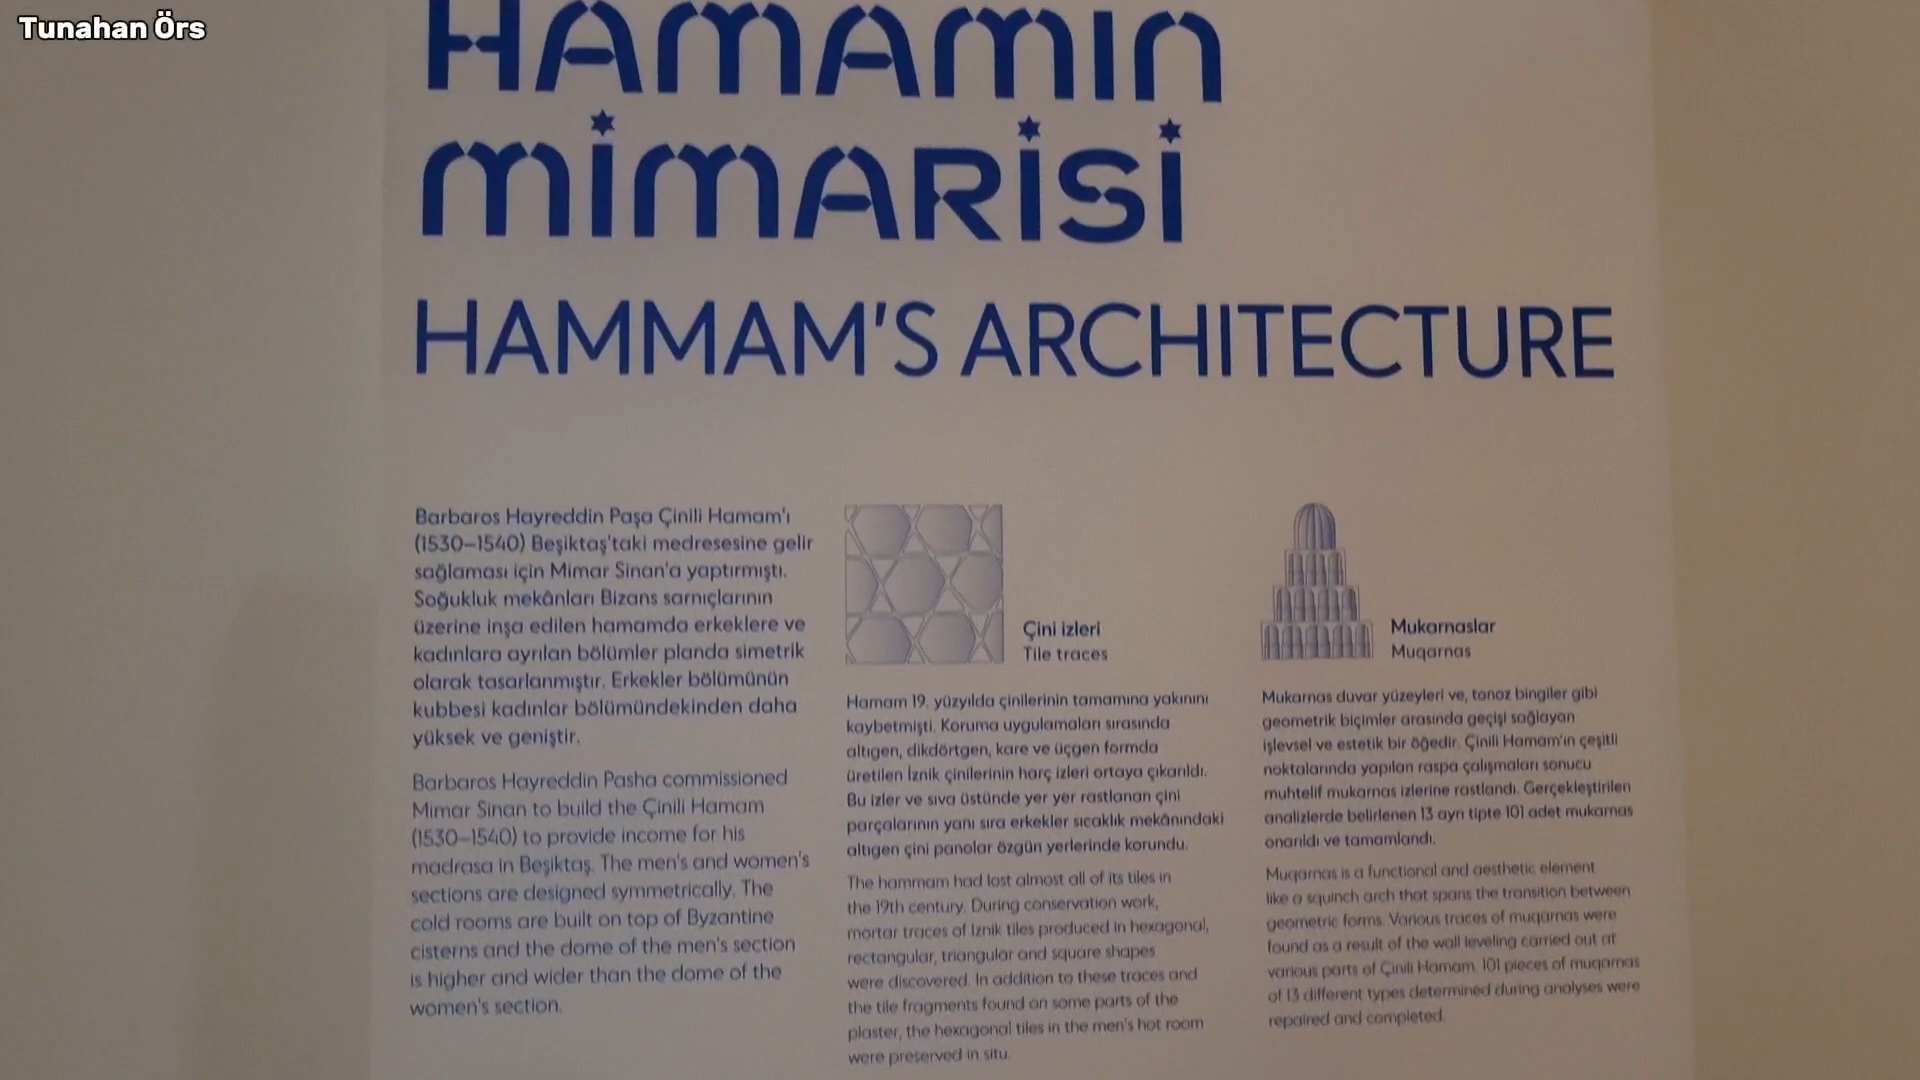 Tunahan Örs
HAMAMIN
MİMARİSİ
HAMMAM'S ARCHITECTURE
Barbaros Hayreddin Paşa Çinili Hamam'ı
(1530–1540) Beşiktaş'taki medresesine gelir
sağlaması için Mimar Sinan'a yaptırmıştı.
Soğukluk mekânları Bizans sarnıçlarının
üzerine inşa edilen hamamda erkeklere ve
kadınlara ayrılan bölümler planda simetrik
olarak tasarlanmıştır. Erkekler bölümünün
kubbesi kadınlar bölümündekinden daha
yüksek ve geniştir.
Barbaros Hayreddin Pasha commissioned
Mimar Sinan to build the Çinili Hamam
(1530–1540) to provide income for his
madrasa in Beşiktaş. The men's and women's
sections are designed symmetrically. The
cold rooms are built on top of Byzantine
cisterns and the dome of the men's section
is higher and wider than the dome of the
women's section.
Çini izleri
Tile traces
Hamam 19. yüzyılda çinilerinin tamamına yakınını
kaybetmişti. Koruma uygulamaları sırasında
altıgen, dikdörtgen, kare ve üçgen formda
üretilen İznik çinilerinin harç izleri ortaya çıkarıldı.
Bu izler ve sıva üstünde yer yer rastlanan çini
parçalarının yanı sıra erkekler sıcaklık mekânındaki
altıgen çini panolar özgün yerlerinde korundu.
The hammam had lost almost all of its tiles in
the 19th century. During conservation work,
mortar traces of Iznik tiles produced in hexagonal,
rectangular, triangular and square shapes
were discovered. In addition to these traces and
the tile fragments found on some parts of the
plaster, the hexagonal tiles in the men's hot room
were preserved in situ.
Mukarnaslar
Muqarnas
Mukarnas duvar yüzeyleri ve, tonoz bingiler gibi
geometrik biçimler arasında geçişi sağlayan
işlevsel ve estetik bir öğedir. Çinili Hamam'ın çeşitli
noktalarında yapılan raspa çalışmaları sonucu
muhtelif mukarnas izlerine rastlandı. Gerçekleştirilen
analizlerde belirlenen 13 ayrı tipte 101 adet mukarnas
onarıldı ve tamamlandı.
Muqarnas is a functional and aesthetic element
like a squinch arch that spans the transition between
geometric forms. Various traces of muqarnas were
found as a result of the wall leveling carried out at
various parts of Çinili Hamam. 101 pieces of muqarnas
of 13 different types determined during analyses were
repaired and completed.